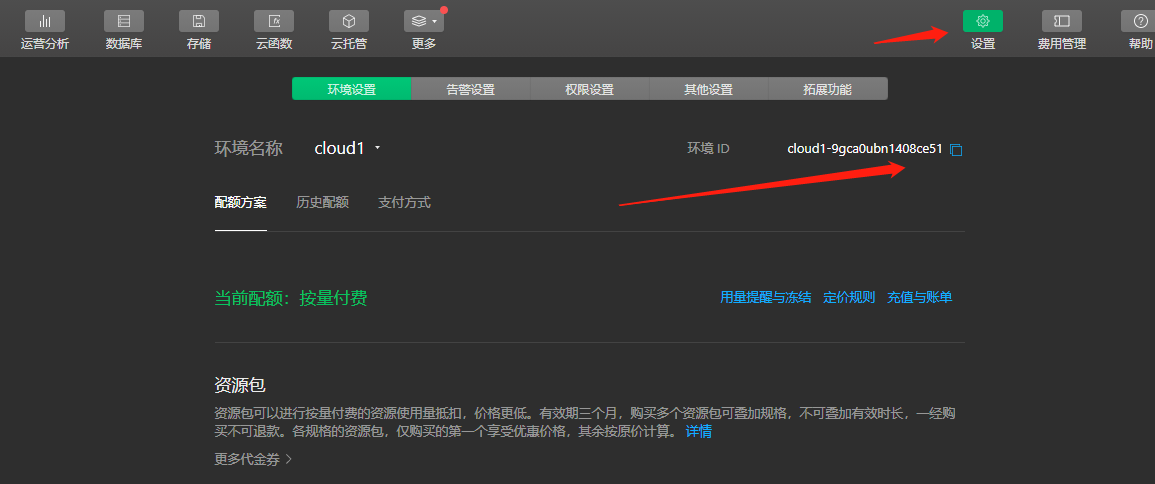 运营分析 数据库 存储 云函数 云托管 更多 设置 费用管理 帮助
环境设置 告警设置 权限设置 其他设置 拓展功能
环境名称 cloud1 环境 ID cloud1-9gca0ubn1408ce51
配额方案 历史配额 支付方式
当前配额：按量付费 用量提醒与冻结 定价规则 充值与账单
资源包
资源包可以进行按量付费的资源使用量抵扣，价格更低。有效期三个月，购买多个资源包可叠加规格，不可叠加有效时长，一经购
买不可退款。各规格的资源包，仅购买的第一个享受优惠价格，其余按原价计算。 详情
更多代金券